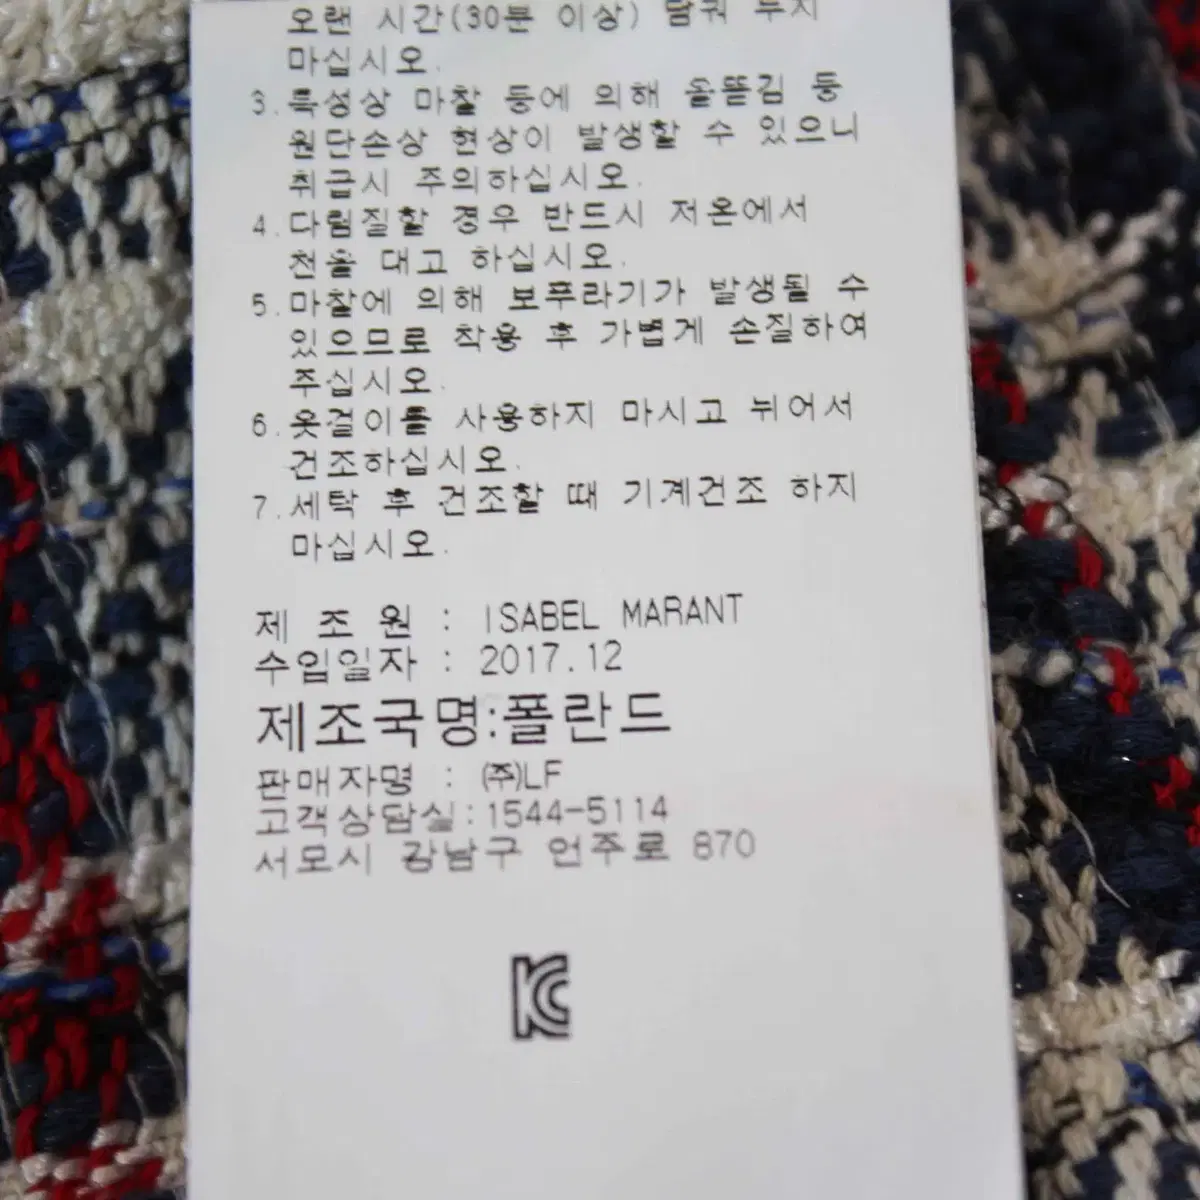 오랜 시간(30분 이상) 담궈 두지
마십시오.
3.특성상 마찰 등에 의해 올뜯김 등
원단손상 현상이 발생할 수 있으니
취급시 주의하십시오.
4.다림질할 경우 반드시 저온에서
천을 대고 하십시오.
5.마찰에 의해 보푸라기가 발생될 수
있으므로 착용 후 가볍게 손질하여
주십시오.
6.옷걸이를 사용하지 마시고 뉘어서
건조하십시오.
7.세탁 후 건조할 때 기계건조 하지
마십시오.
제 조 원 : ISABEL MARANT
수입일자 : 2017.12
제조국명:폴란드
판매자명 : ㈜LF
고객상담실:1544-5114
서모시 강남구 언주로 870
KC